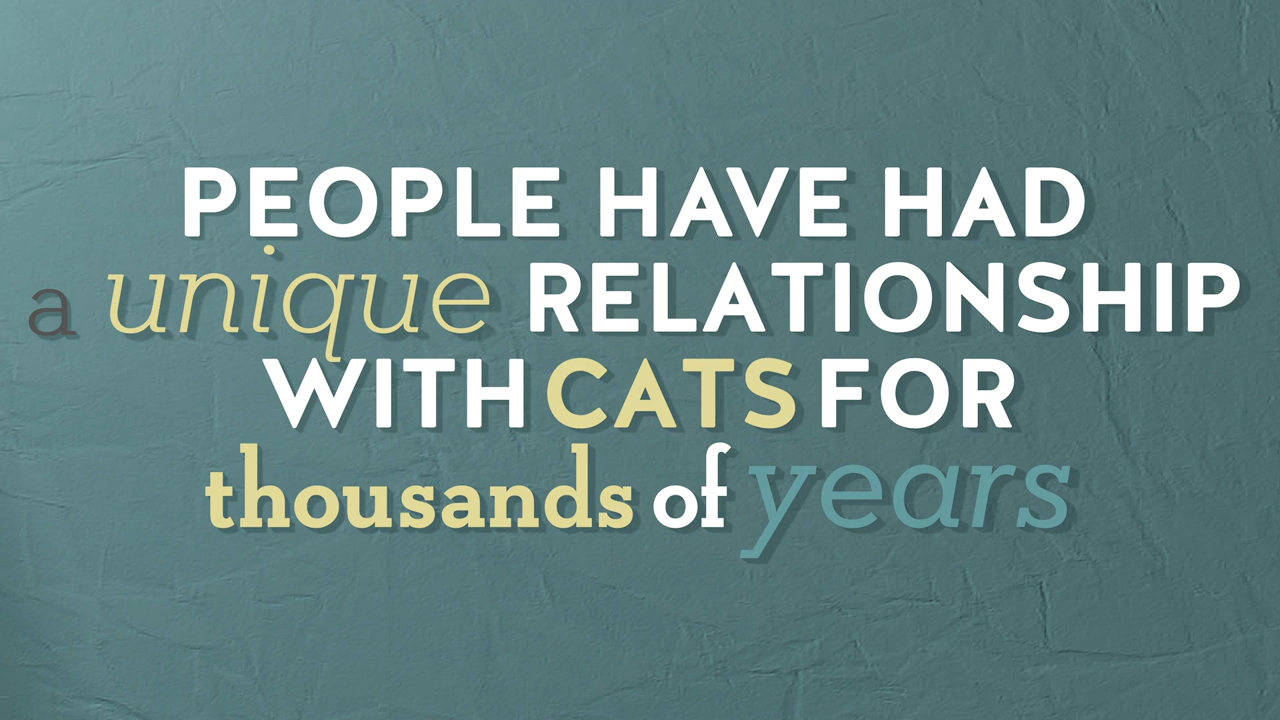 PEOPLE HAVE HAD
a unique RELATIONSHIP
WITH CATS FOR
thousands of years